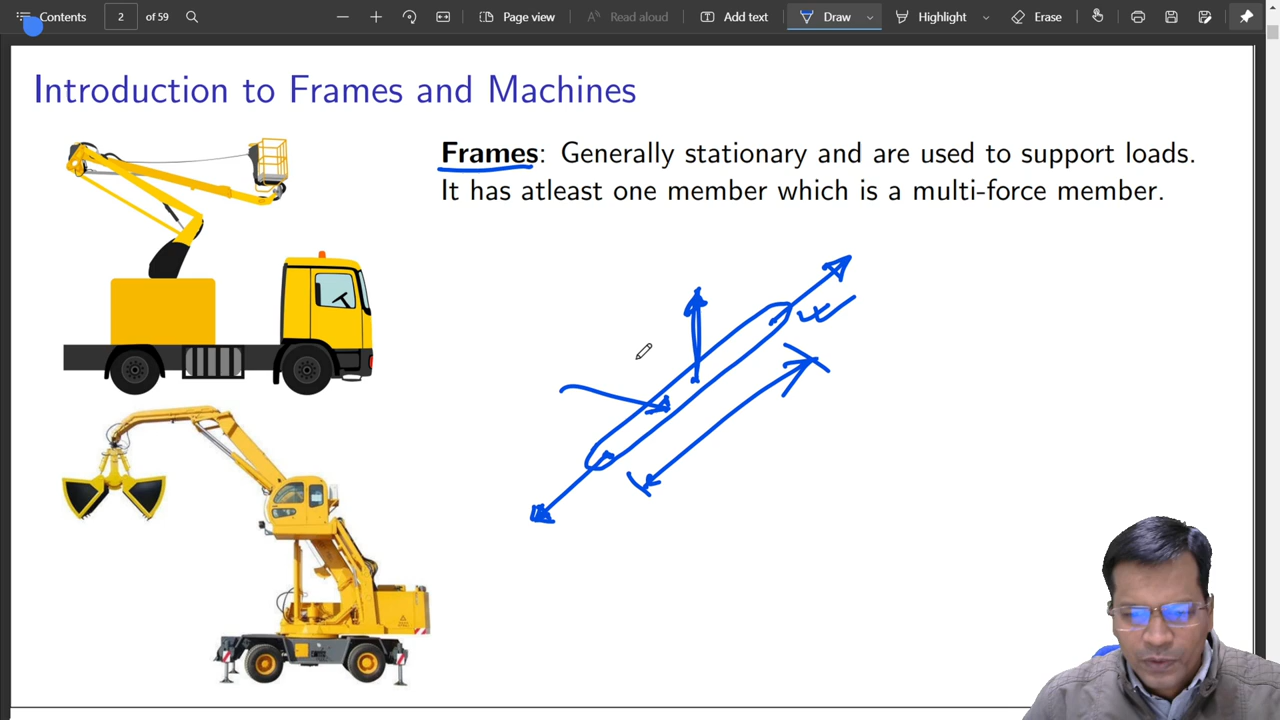 Contents
2 of 59
Page view
Read aloud
Add text
Draw
Highlight
Erase
Introduction to Frames and Machines
Frames: Generally stationary and are used to support loads.
It has atleast one member which is a multi-force member.